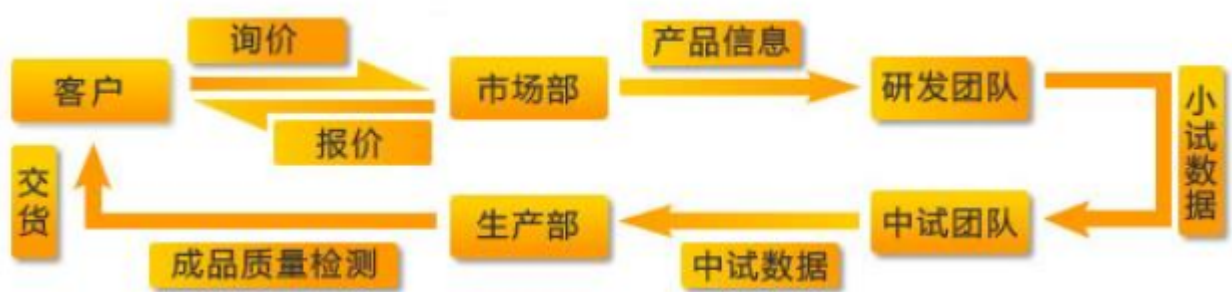 询价
产品信息
客户
市场部
研发团队
报价
小试数据
交货
生产部
中试团队
成品质量检测
中试数据